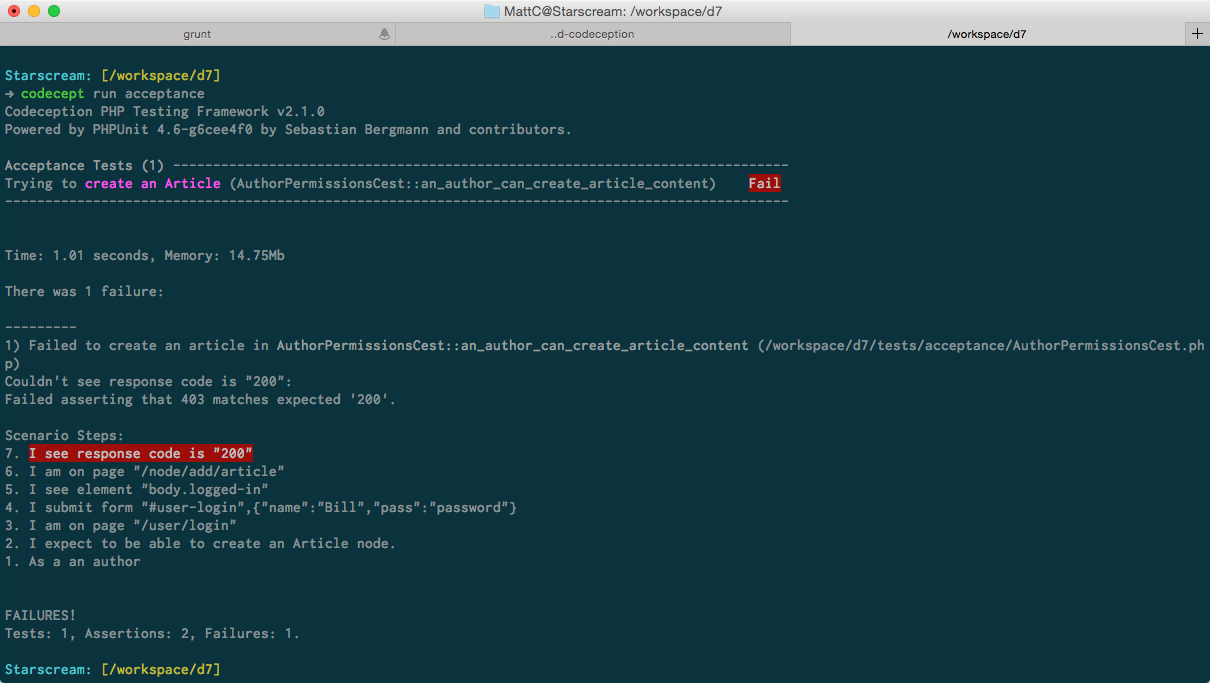 MattC@Starscream: /workspace/d7
grunt
..d-codeception
/workspace/d7
+
Starscream: [/workspace/d7]
→ codecept run acceptance
Codeception PHP Testing Framework v2.1.0
Powered by PHPUnit 4.6-g6cee4f0 by Sebastian Bergmann and contributors.
Acceptance Tests (1) -----------------------------------------------------------------------------
Trying to create an Article (AuthorPermissionsCest::an_author_can_create_article_content) Fail
--------------------------------------------------------------------------------------------------
Time: 1.01 seconds, Memory: 14.75Mb
There was 1 failure:
---------
1) Failed to create an article in AuthorPermissionsCest::an_author_can_create_article_content (/workspace/d7/tests/acceptance/AuthorPermissionsCest.ph
p)
Couldn't see response code is "200":
Failed asserting that 403 matches expected '200'.
Scenario Steps:
7. I see response code is "200"
6. I am on page "/node/add/article"
5. I see element "body.logged-in"
4. I submit form "#user-login",{"name":"Bill","pass":"password"}
3. I am on page "/user/login"
2. I expect to be able to create an Article node.
1. As a an author
FAILURES!
Tests: 1, Assertions: 2, Failures: 1.
Starscream: [/workspace/d7]